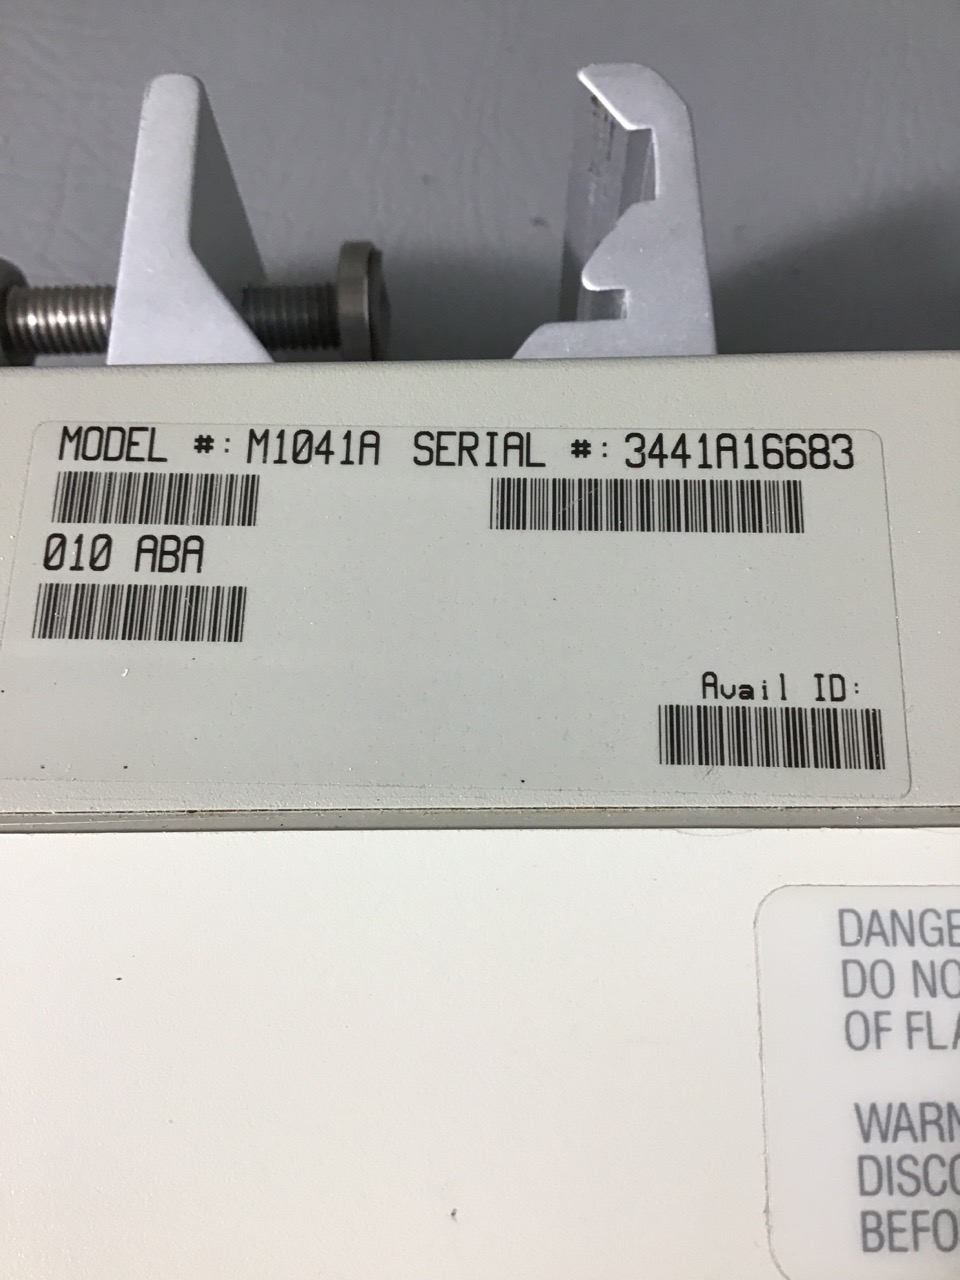 MODEL #: M1041A SERIAL #: 3441A16683
010 ABA
Avail ID:
DANGE
DO NO
OF FLA
WARN
DISCO
BEFO